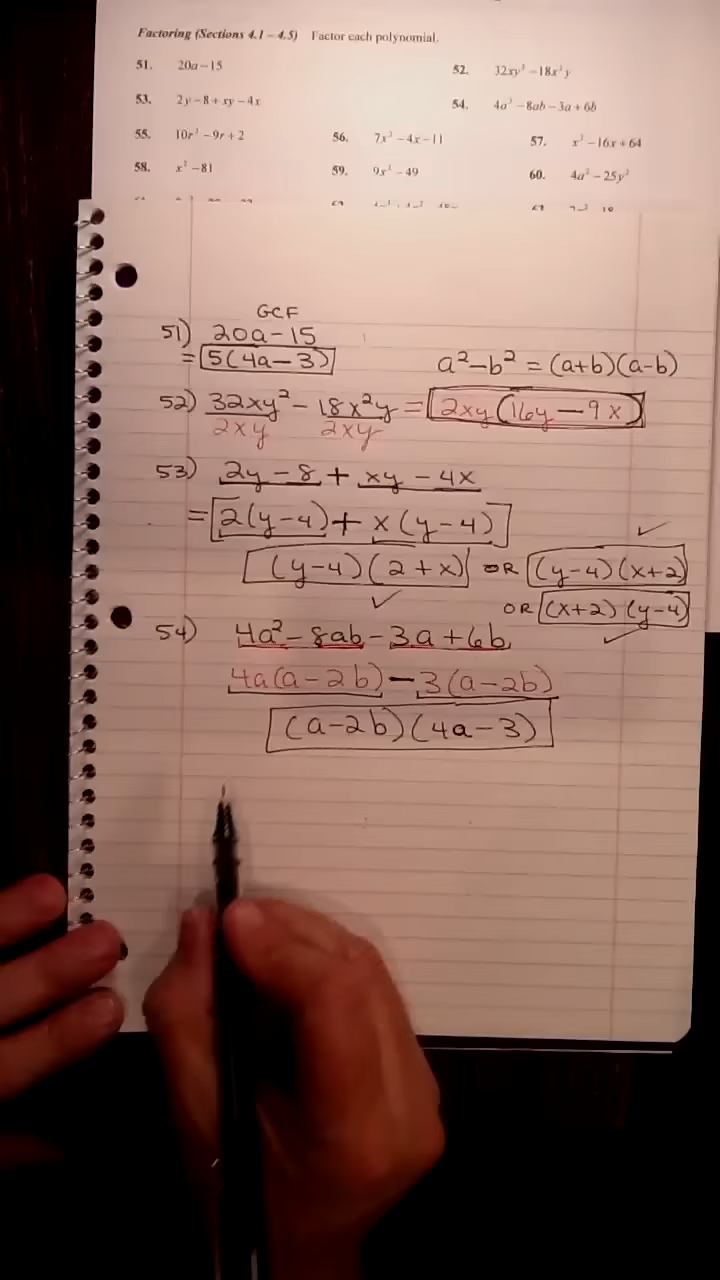 Factoring (Sections 4.1 – 4.5) Factor each polynomial.
51. 20a – 15
52. 32xy² – 18x²y
53. 2y – 8 + xy – 4x
54. 4a² – 8ab – 3a + 6b
55. 10r² – 9r + 2
56. 7x² – 4x – 11
57. x² – 16x + 64
58. x² – 81
59. 9x² – 49
60. 4a² – 25y²
GCF
51) 20a – 15
= 5(4a – 3)
a² – b² = (a+b)(a-b)
52) 32xy² – 18x²y = 2xy(16y – 9x)
2xy 2xy
53) 2y – 8 + xy – 4x
= 2(y-4) + x(y-4)
(y-4)(2+x) OR (y-4)(x+2)
OR (x+2)(y-4)
54) 4a² – 8ab – 3a + 6b
4a(a – 2b) – 3(a – 2b)
(a-2b)(4a-3)